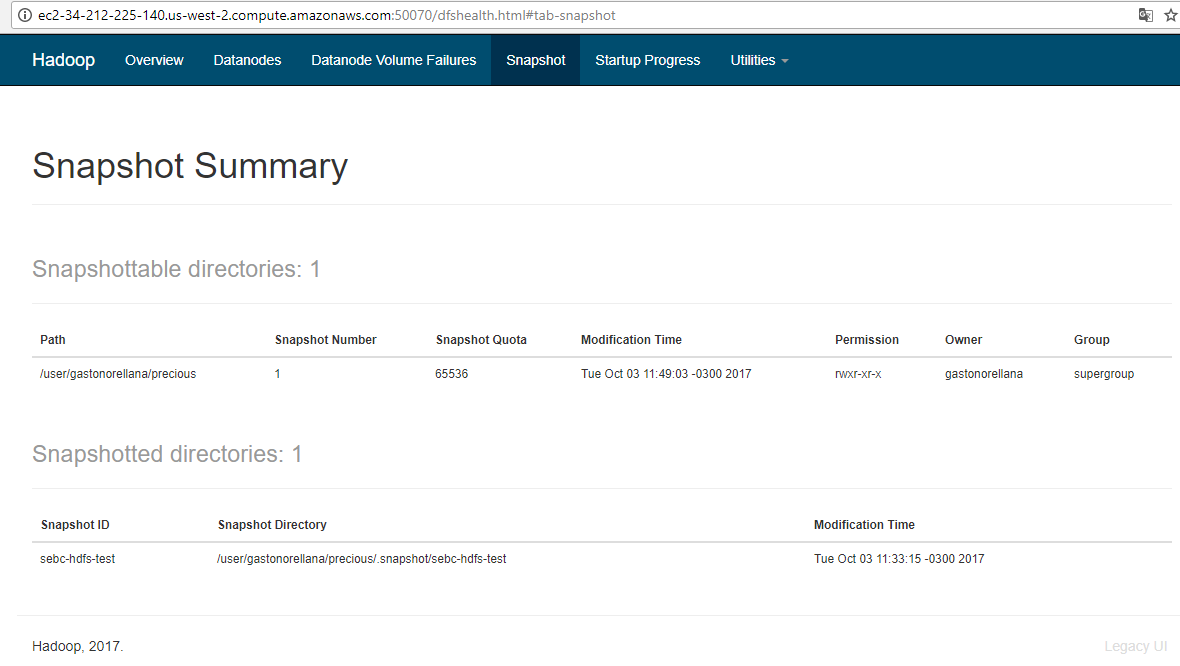 ec2-34-212-225-140.us-west-2.compute.amazonaws.com:50070/dfshealth.html#tab-snapshot
Hadoop Overview Datanodes Datanode Volume Failures Snapshot Startup Progress Utilities
Snapshot Summary
Snapshottable directories: 1
Path Snapshot Number Snapshot Quota Modification Time Permission Owner Group
/user/gastonorellana/precious 1 65536 Tue Oct 03 11:49:03 -0300 2017 rwxr-xr-x gastonorellana supergroup
Snapshotted directories: 1
Snapshot ID Snapshot Directory Modification Time
sebc-hdfs-test /user/gastonorellana/precious/.snapshot/sebc-hdfs-test Tue Oct 03 11:33:15 -0300 2017
Hadoop, 2017. Legacy UI